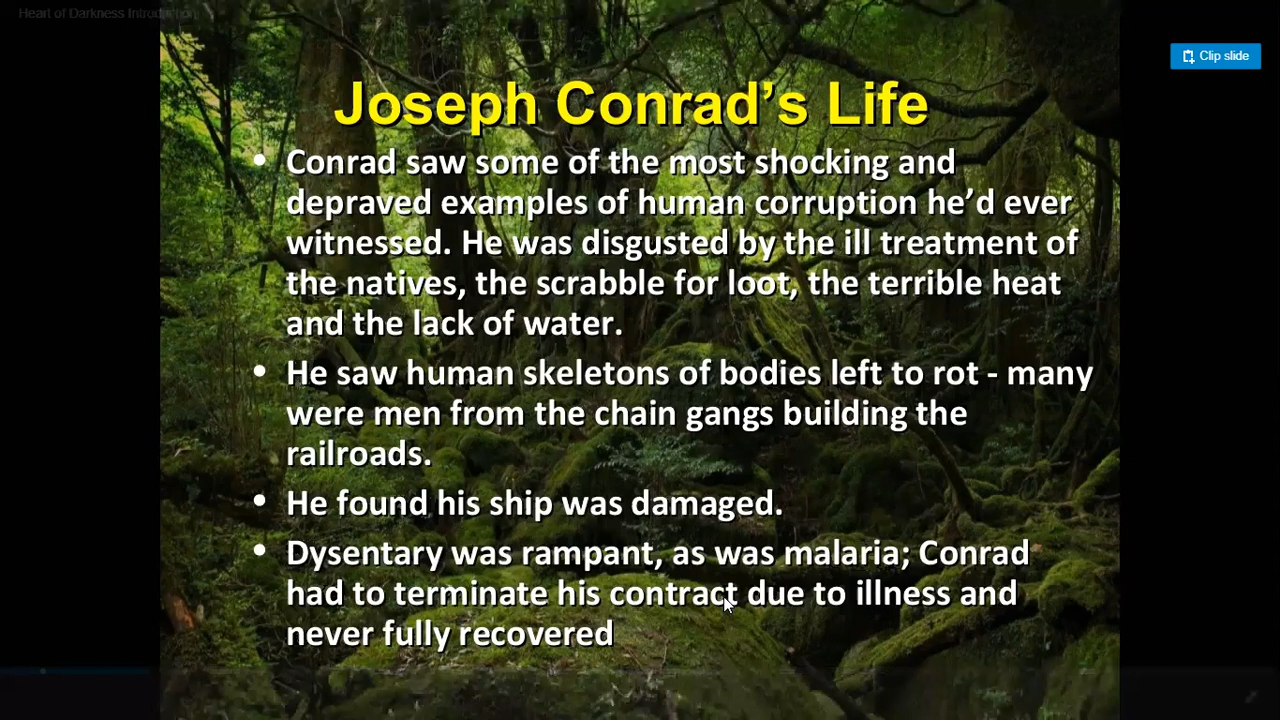 Heart of Darkness Introduction
Clip slide
Joseph Conrad’s Life
• Conrad saw some of the most shocking and
depraved examples of human corruption he’d ever
witnessed. He was disgusted by the ill treatment of
the natives, the scrabble for loot, the terrible heat
and the lack of water.
• He saw human skeletons of bodies left to rot - many
were men from the chain gangs building the
railroads.
• He found his ship was damaged.
• Dysentary was rampant, as was malaria; Conrad
had to terminate his contract due to illness and
never fully recovered